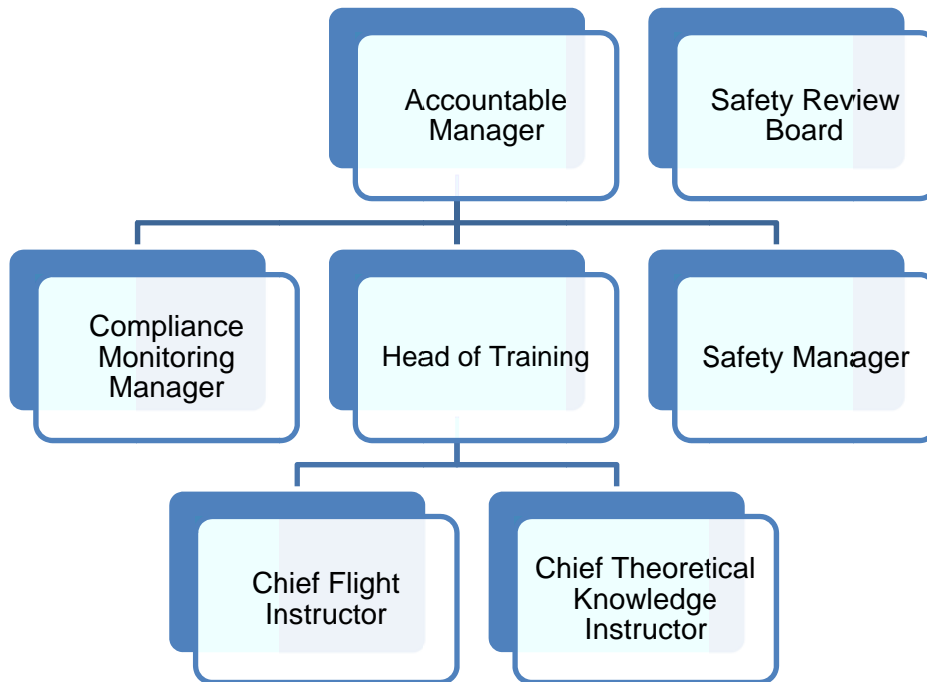 Accountable
Manager
Safety Review
Board
Compliance
Monitoring
Manager
Head of Training
Safety Manager
Chief Flight
Instructor
Chief Theoretical
Knowledge
Instructor